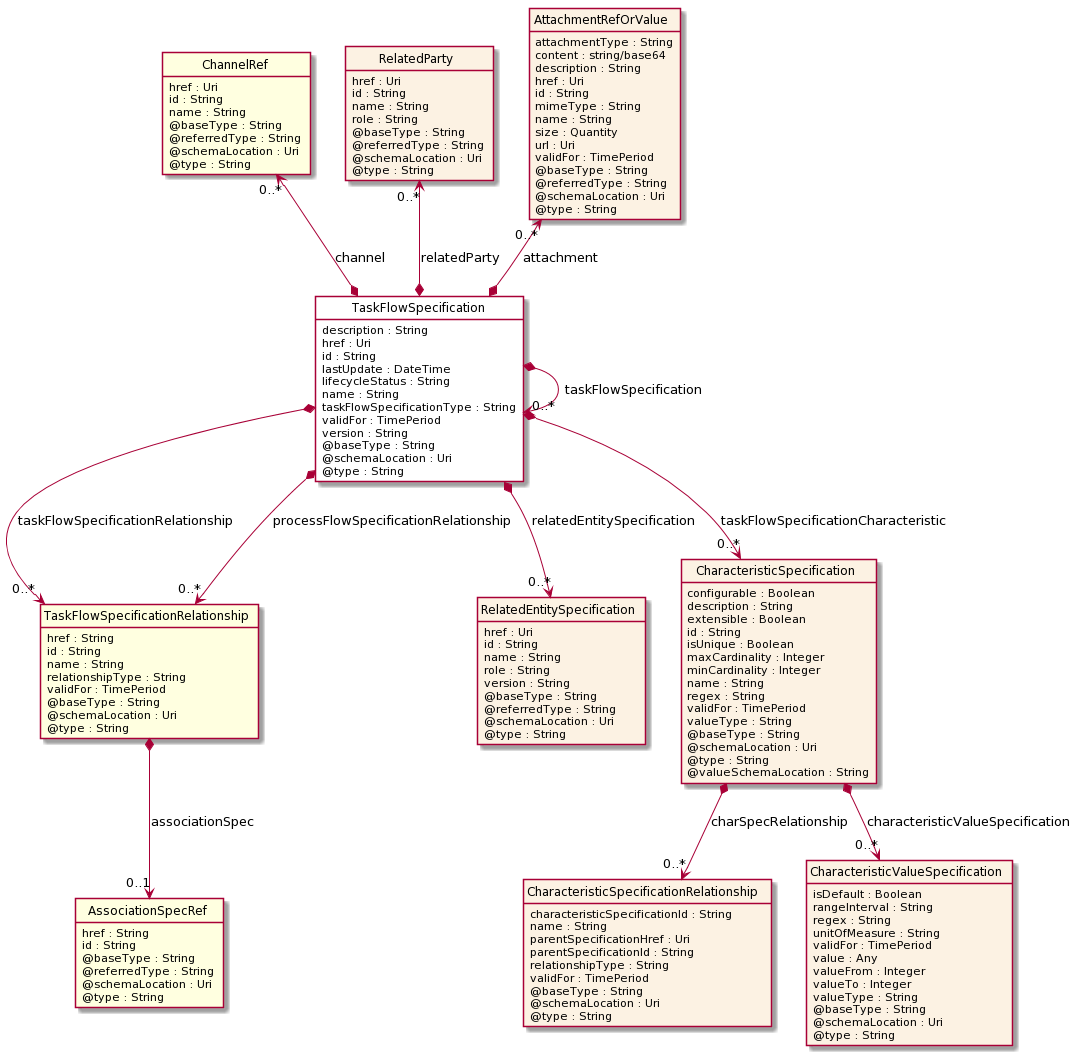 AttachmentRefOrValue
attachmentType : String
content : string/base64
description : String
href : Uri
id : String
mimeType : String
name : String
size : Quantity
url : Uri
validFor : TimePeriod
@baseType : String
@referredType : String
@schemaLocation : Uri
@type : String
RelatedParty
href : Uri
id : String
name : String
role : String
@baseType : String
@referredType : String
@schemaLocation : Uri
@type : String
ChannelRef
href : Uri
id : String
name : String
@baseType : String
@referredType : String
@schemaLocation : Uri
@type : String
0..*
0..*
0..*
channel
relatedParty
attachment
TaskFlowSpecification
description : String
href : Uri
id : String
lastUpdate : DateTime
lifecycleStatus : String
name : String
taskFlowSpecificationType : String
validFor : TimePeriod
version : String
@baseType : String
@schemaLocation : Uri
@type : String
taskFlowSpecification
0..*
taskFlowSpecificationRelationship
processFlowSpecificationRelationship
relatedEntitySpecification
taskFlowSpecificationCharacteristic
0..*
0..*
0..*
0..*
TaskFlowSpecificationRelationship
href : String
id : String
name : String
relationshipType : String
validFor : TimePeriod
@baseType : String
@schemaLocation : Uri
@type : String
RelatedEntitySpecification
href : Uri
id : String
name : String
role : String
version : String
@baseType : String
@referredType : String
@schemaLocation : Uri
@type : String
CharacteristicSpecification
configurable : Boolean
description : String
extensible : Boolean
id : String
isUnique : Boolean
maxCardinality : Integer
minCardinality : Integer
name : String
regex : String
validFor : TimePeriod
valueType : String
@baseType : String
@schemaLocation : Uri
@type : String
@valueSchemaLocation : String
associationSpec
charSpecRelationship
characteristicValueSpecification
0..1
0..*
0..*
AssociationSpecRef
href : String
id : String
@baseType : String
@referredType : String
@schemaLocation : Uri
@type : String
CharacteristicSpecificationRelationship
characteristicSpecificationId : String
name : String
parentSpecificationHref : Uri
parentSpecificationId : String
relationshipType : String
validFor : TimePeriod
@baseType : String
@schemaLocation : Uri
@type : String
CharacteristicValueSpecification
isDefault : Boolean
rangeInterval : String
regex : String
unitOfMeasure : String
validFor : TimePeriod
value : Any
valueFrom : Integer
valueTo : Integer
valueType : String
@baseType : String
@schemaLocation : Uri
@type : String